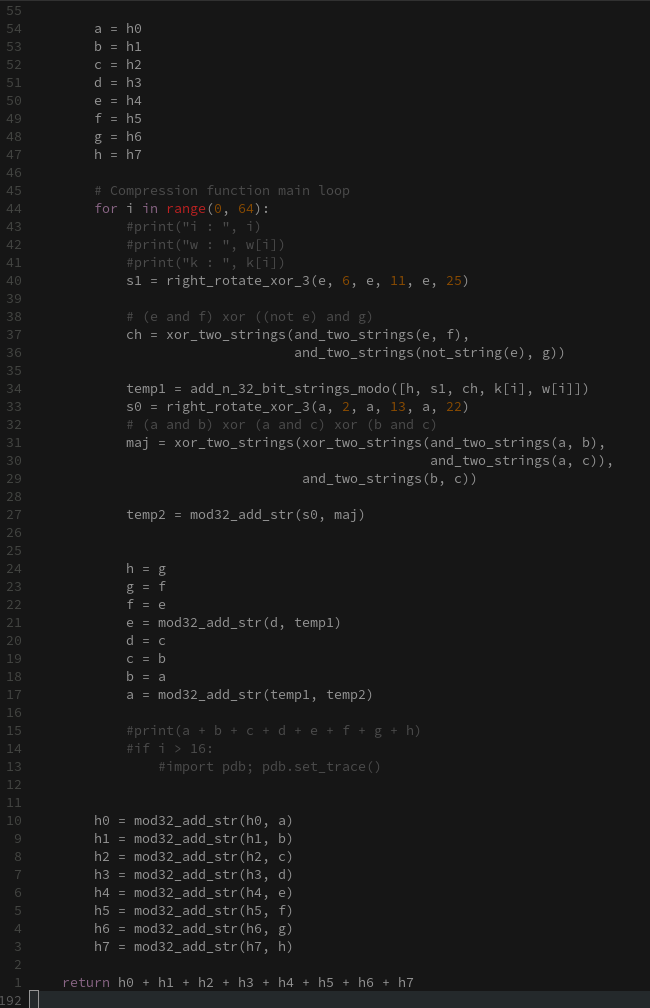 55
54         a = h0
53         b = h1
52         c = h2
51         d = h3
50         e = h4
49         f = h5
48         g = h6
47         h = h7
46
45         # Compression function main loop
44         for i in range(0, 64):
43             #print("i : ", i)
42             #print("w : ", w[i])
41             #print("k : ", k[i])
40             s1 = right_rotate_xor_3(e, 6, e, 11, e, 25)
39
38             # (e and f) xor ((not e) and g)
37             ch = xor_two_strings(and_two_strings(e, f),
36                                  and_two_strings(not_string(e), g))
35
34             temp1 = add_n_32_bit_strings_modo([h, s1, ch, k[i], w[i]])
33             s0 = right_rotate_xor_3(a, 2, a, 13, a, 22)
32             # (a and b) xor (a and c) xor (b and c)
31             maj = xor_two_strings(xor_two_strings(and_two_strings(a, b),
30                                                   and_two_strings(a, c)),
29                                   and_two_strings(b, c))
28
27             temp2 = mod32_add_str(s0, maj)
26
25
24             h = g
23             g = f
22             f = e
21             e = mod32_add_str(d, temp1)
20             d = c
19             c = b
18             b = a
17             a = mod32_add_str(temp1, temp2)
16
15             #print(a + b + c + d + e + f + g + h)
14             #if i > 16:
13                 #import pdb; pdb.set_trace()
12
11
10         h0 = mod32_add_str(h0, a)
9         h1 = mod32_add_str(h1, b)
8         h2 = mod32_add_str(h2, c)
7         h3 = mod32_add_str(h3, d)
6         h4 = mod32_add_str(h4, e)
5         h5 = mod32_add_str(h5, f)
4         h6 = mod32_add_str(h6, g)
3         h7 = mod32_add_str(h7, h)
2
1     return h0 + h1 + h2 + h3 + h4 + h5 + h6 + h7
192